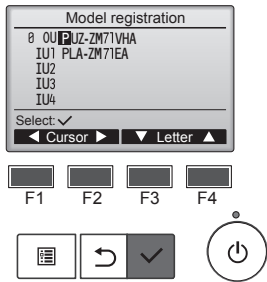 Model registration
0 OU PUZ-ZM71VHA
IU1 PLA-ZM71EA
IU2
IU3
IU4
Select: ✓
◀ Cursor ▶ ▼ Letter ▲
F1 F2 F3 F4